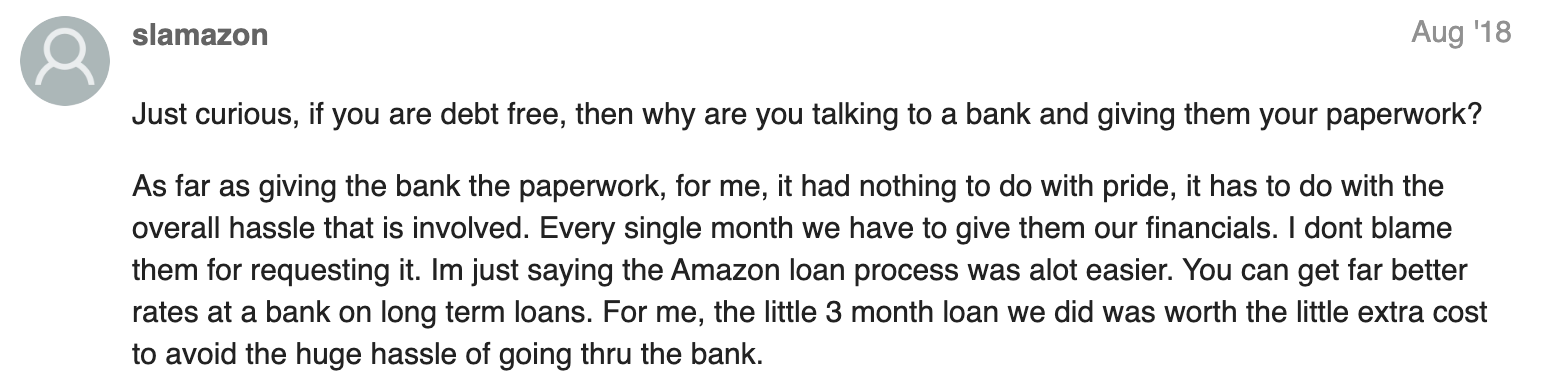 slamazon
Aug '18
Just curious, if you are debt free, then why are you talking to a bank and giving them your paperwork?
As far as giving the bank the paperwork, for me, it had nothing to do with pride, it has to do with the
overall hassle that is involved. Every single month we have to give them our financials. I dont blame
them for requesting it. Im just saying the Amazon loan process was alot easier. You can get far better
rates at a bank on long term loans. For me, the little 3 month loan we did was worth the little extra cost
to avoid the huge hassle of going thru the bank.